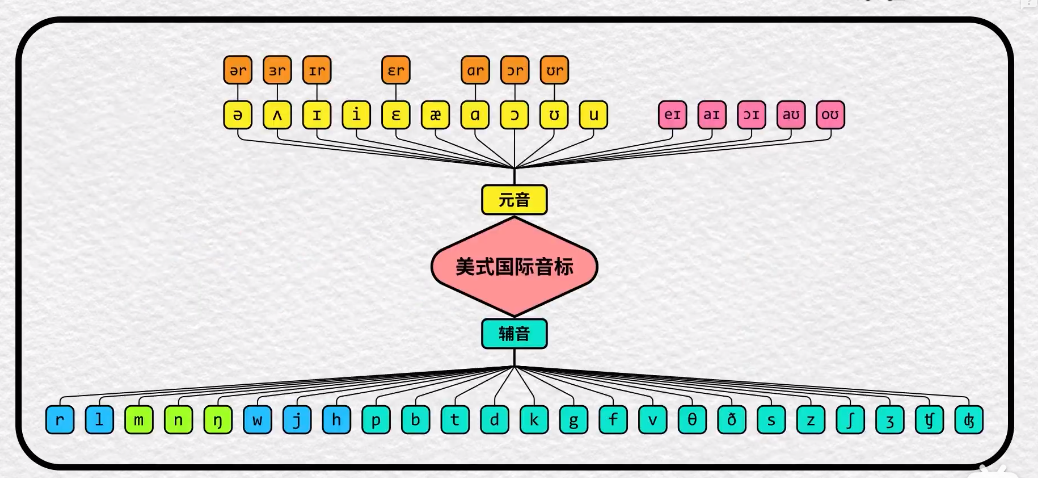 ər ɜr ɪr ɛr ɑr ɔr ʊr
ə ʌ ɪ i ɛ æ ɑ ɔ ʊ u eɪ aɪ ɔɪ aʊ oʊ
元音
美式国际音标
辅音
r l m n ŋ w j h p b t d k g f v θ ð s z ʃ ʒ ʧ ʤ